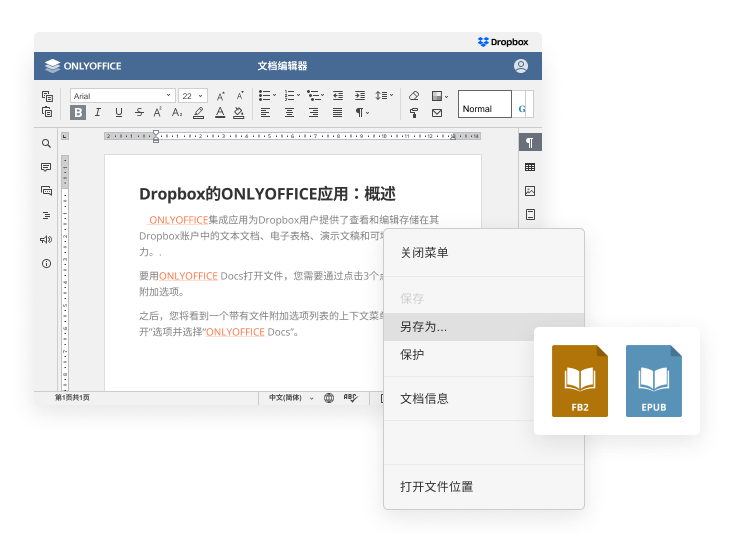 Dropbox
ONLYOFFICE
文档编辑器
Arial
22
Normal
G
Dropbox的ONLYOFFICE应用：概述
ONLYOFFICE集成应用为Dropbox用户提供了查看和编辑存储在其
Dropbox账户中的文本文档、电子表格、演示文稿和可
力。.
要用ONLYOFFICE Docs打开文件，您需要通过点击3个
附加选项。
之后，您将看到一个带有文件附加选项列表的上下文菜
开"选项并选择"ONLYOFFICE Docs"。
第1页共1页
中文(简体)
ABC
关闭菜单
保存
另存为...
保护
文档信息
打开文件位置
FB2
EPUB